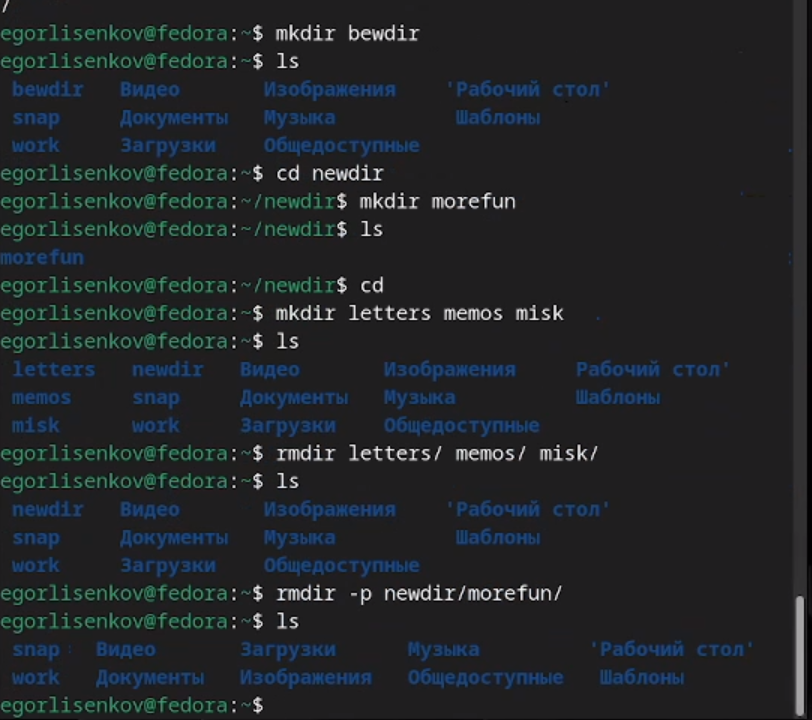 /
egorlisenkov@fedora:~$ mkdir bewdir
egorlisenkov@fedora:~$ ls
bewdir Видео Изображения 'Рабочий стол'
snap Документы Музыка Шаблоны
work Загрузки Общедоступные
egorlisenkov@fedora:~$ cd newdir
egorlisenkov@fedora:~/newdir$ mkdir morefun
egorlisenkov@fedora:~/newdir$ ls
morefun
egorlisenkov@fedora:~/newdir$ cd
egorlisenkov@fedora:~$ mkdir letters memos misk
egorlisenkov@fedora:~$ ls
letters newdir Видео Изображения Рабочий стол'
memos snap Документы Музыка Шаблоны
misk work Загрузки Общедоступные
egorlisenkov@fedora:~$ rmdir letters/ memos/ misk/
egorlisenkov@fedora:~$ ls
newdir Видео Изображения 'Рабочий стол'
snap Документы Музыка Шаблоны
work Загрузки Общедоступные
egorlisenkov@fedora:~$ rmdir -p newdir/morefun/
egorlisenkov@fedora:~$ ls
snap Видео Загрузки Музыка 'Рабочий стол'
work Документы Изображения Общедоступные Шаблоны
egorlisenkov@fedora:~$